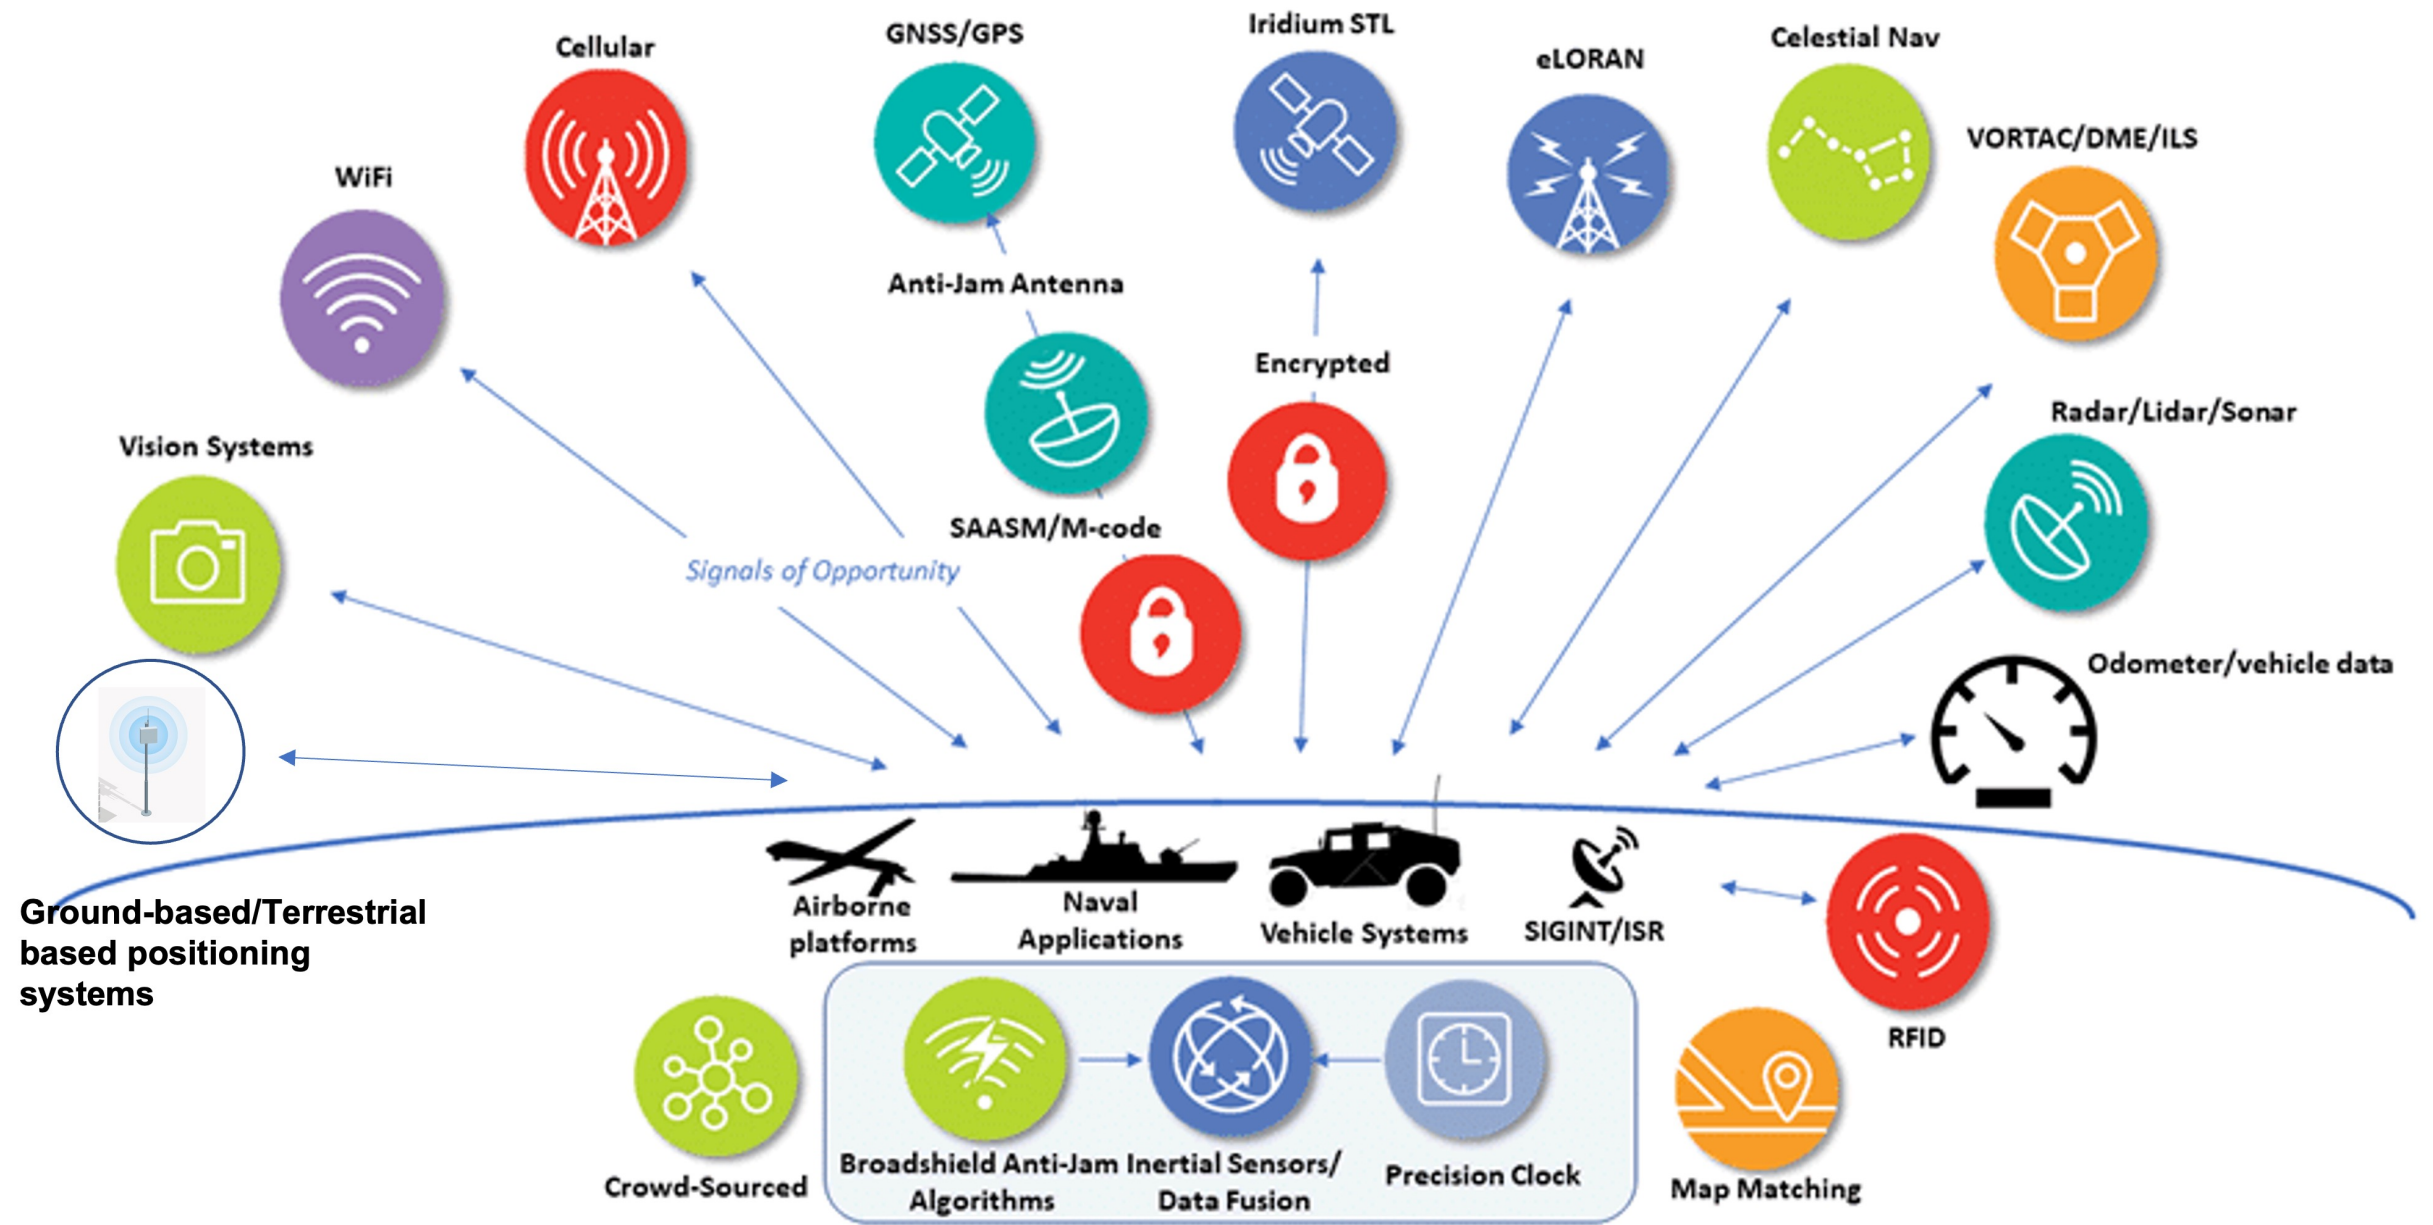 Iridium STL
GNSS/GPS
Celestial Nav
Cellular
eLORAN
VORTAC/DME/ILS
WiFi
Anti-Jam Antenna
Encrypted
Radar/Lidar/Sonar
Vision Systems
SAASM/M-code
Signals of Opportunity
Odometer/vehicle data
Ground-based/Terrestrial
based positioning
systems
Airborne
platforms
Naval
Applications
Vehicle Systems
SIGINT/ISR
RFID
Crowd-Sourced
Broadshield Anti-Jam
Algorithms
Inertial Sensors/
Data Fusion
Precision Clock
Map Matching